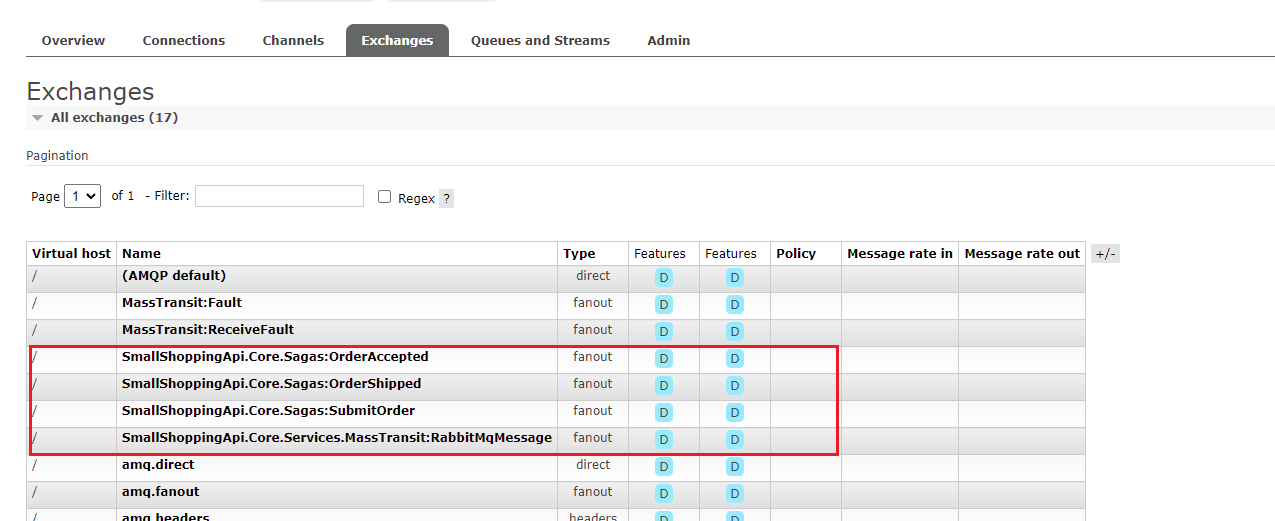 Overview Connections Channels Exchanges Queues and Streams Admin
Exchanges
All exchanges (17)
Pagination
Page 1 of 1 - Filter: Regex ?
Virtual host Name Type Features Features Policy Message rate in Message rate out +/-
/ (AMQP default) direct D D
/ MassTransit:Fault fanout D D
/ MassTransit:ReceiveFault fanout D D
/ SmallShoppingApi.Core.Sagas:OrderAccepted fanout D D
/ SmallShoppingApi.Core.Sagas:OrderShipped fanout D D
/ SmallShoppingApi.Core.Sagas:SubmitOrder fanout D D
/ SmallShoppingApi.Core.Services.MassTransit:RabbitMqMessage fanout D D
/ amq.direct direct D D
/ amq.fanout fanout D D
/ amq.headers headers D D